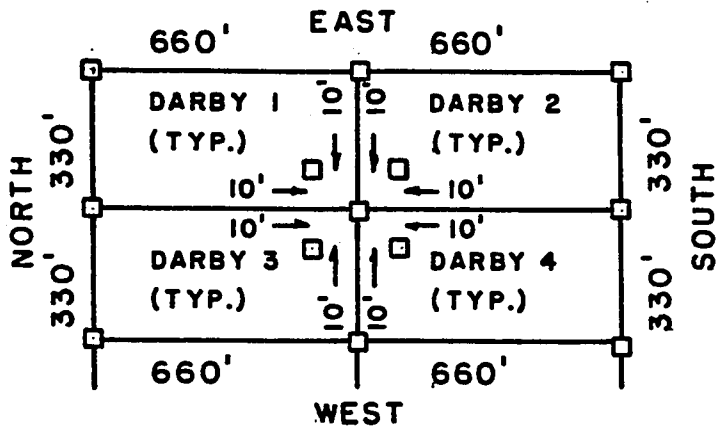 EAST
660' 660'
DARBY 1 10' 10' DARBY 2
(TYP.) (TYP.)
330' 330'
10' 10'
NORTH SOUTH
10' 10'
DARBY 3 DARBY 4
(TYP.) (TYP.)
330' 10' 10' 330'
660' 660'
WEST